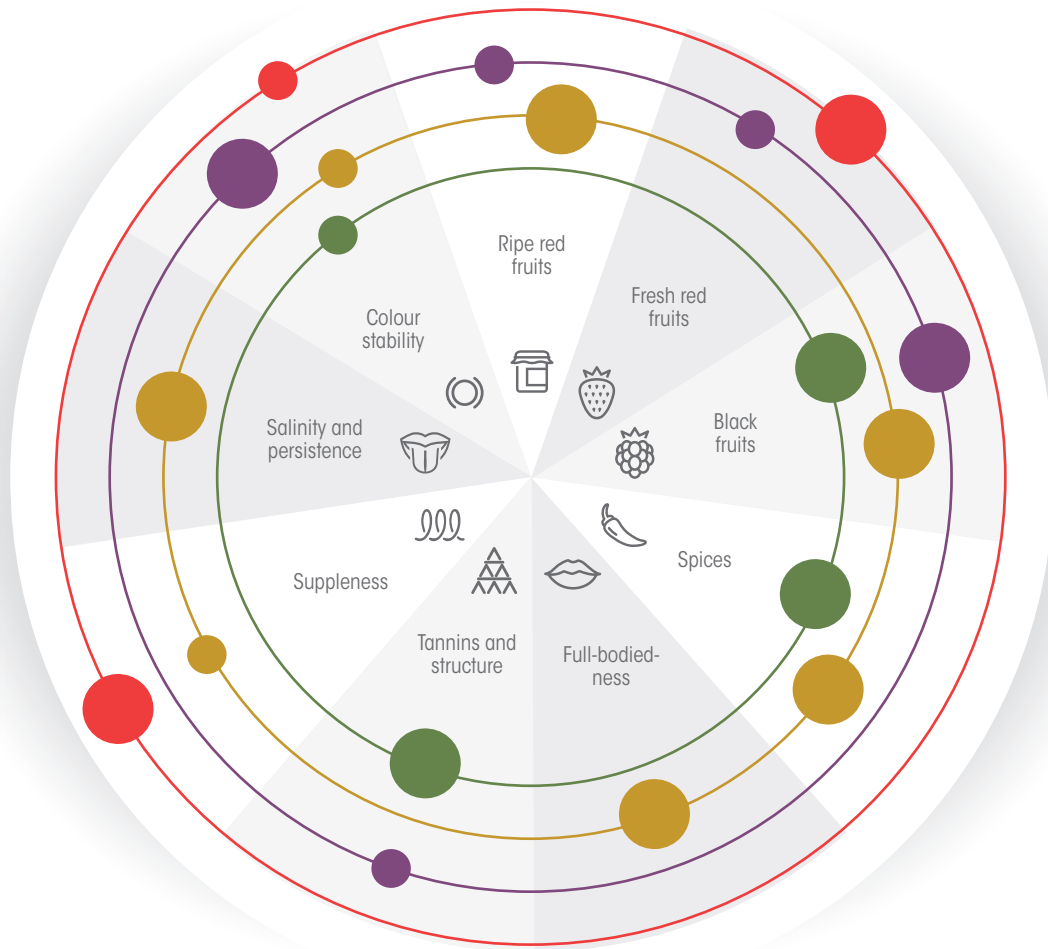 Ripe red
fruits
Fresh red
fruits
Black
fruits
Spices
Full-bodied-
ness
Tannins and
structure
Suppleness
Salinity and
persistence
Colour
stability